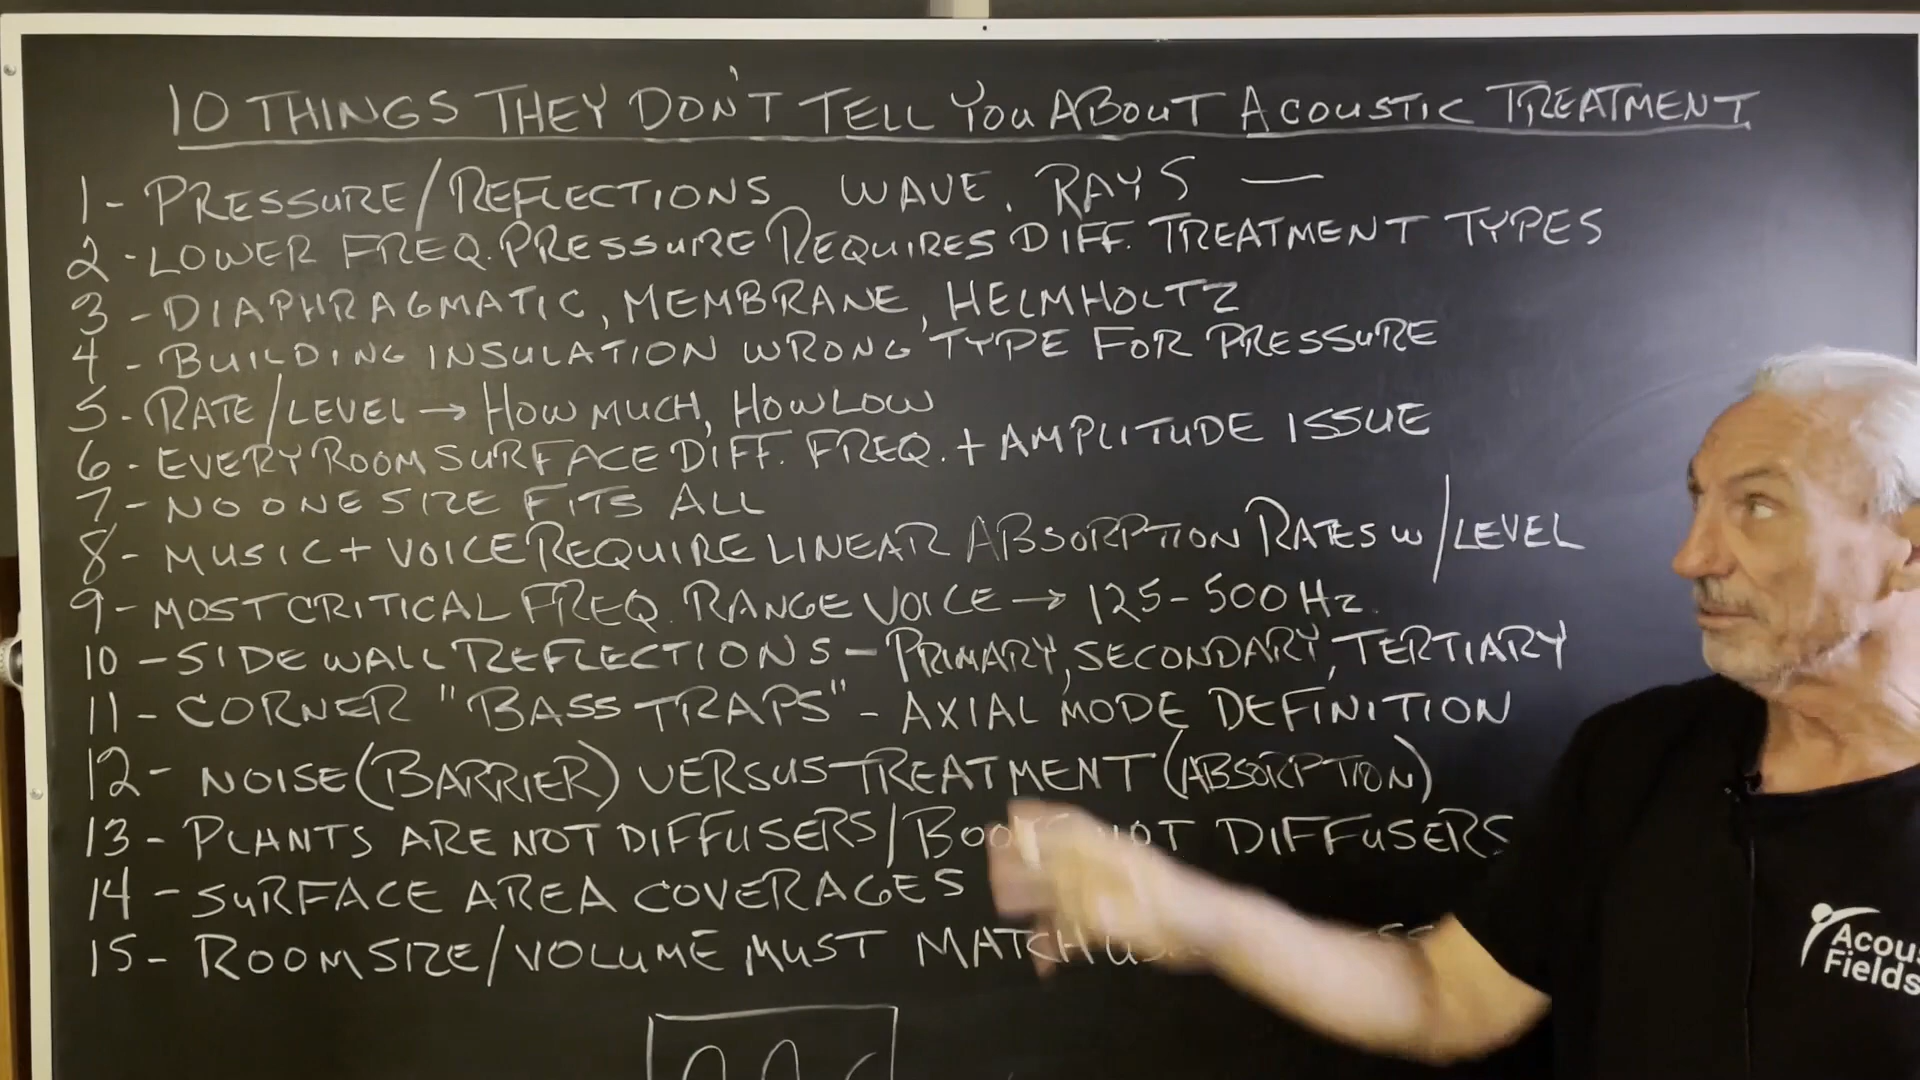 10 THINGS THEY DON'T TELL YOU ABOUT ACOUSTIC TREATMENT
1- PRESSURE/REFLECTIONS WAVE, RAYS —
2- LOWER FREQ. PRESSURE REQUIRES DIFF. TREATMENT TYPES
3- DIAPHRAGMATIC, MEMBRANE, HELMHOLTZ
4- BUILDING INSULATION WRONG TYPE FOR PRESSURE
5- RATE/LEVEL → HOW MUCH, HOW LOW
6- EVERY ROOM SURFACE DIFF. FREQ. + AMPLITUDE ISSUE
7- NO ONE SIZE FITS ALL
8- MUSIC + VOICE REQUIRE LINEAR ABSORPTION RATES W/LEVEL
9- MOST CRITICAL FREQ. RANGE VOICE → 125-500 Hz.
10- SIDE WALL REFLECTIONS - PRIMARY, SECONDARY, TERTIARY
11- CORNER "BASS TRAPS" - AXIAL MODE DEFINITION
12- NOISE (BARRIER) VERSUS TREATMENT (ABSORPTION)
13- PLANTS ARE NOT DIFFUSERS/ NOT DIFFUSERS
14- SURFACE AREA COVERAGES
15- ROOM SIZE/VOLUME MUST MATCH
Fields